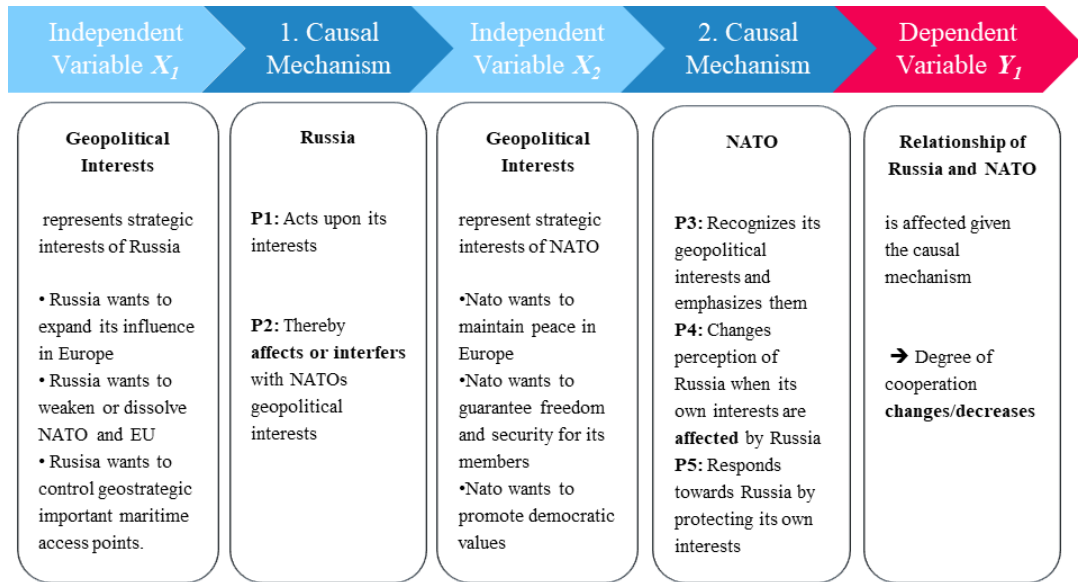 Independent
Variable X1
1. Causal
Mechanism
Independent
Variable X2
2. Causal
Mechanism
Dependent
Variable Y1
Geopolitical
Interests
represents strategic
interests of Russia
• Russia wants to
expand its influence
in Europe
• Russia wants to
weaken or dissolve
NATO and EU
• Rusisa wants to
control geostrategic
important maritime
access points.
Russia
P1: Acts upon its
interests
P2: Thereby
affects or interfers
with NATOs
geopolitical
interests
Geopolitical
Interests
represent strategic
interests of NATO
•Nato wants to
maintain peace in
Europe
•Nato wants to
guarantee freedom
and security for its
members
•Nato wants to
promote democratic
values
NATO
P3: Recognizes its
geopolitical
interests and
emphasizes them
P4: Changes
perception of
Russia when its
own interests are
affected by Russia
P5: Responds
towards Russia by
protecting its own
interests
Relationship of
Russia and NATO
is affected given
the causal
mechanism
➔ Degree of
cooperation
changes/decreases